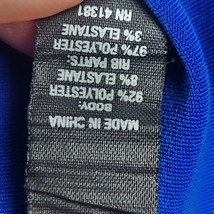 MADE IN CHINA
BODY:
92% POLYESTER
8% ELASTANE
RIB PARTS:
97% POLYESTER
3% ELASTANE
RN 41381